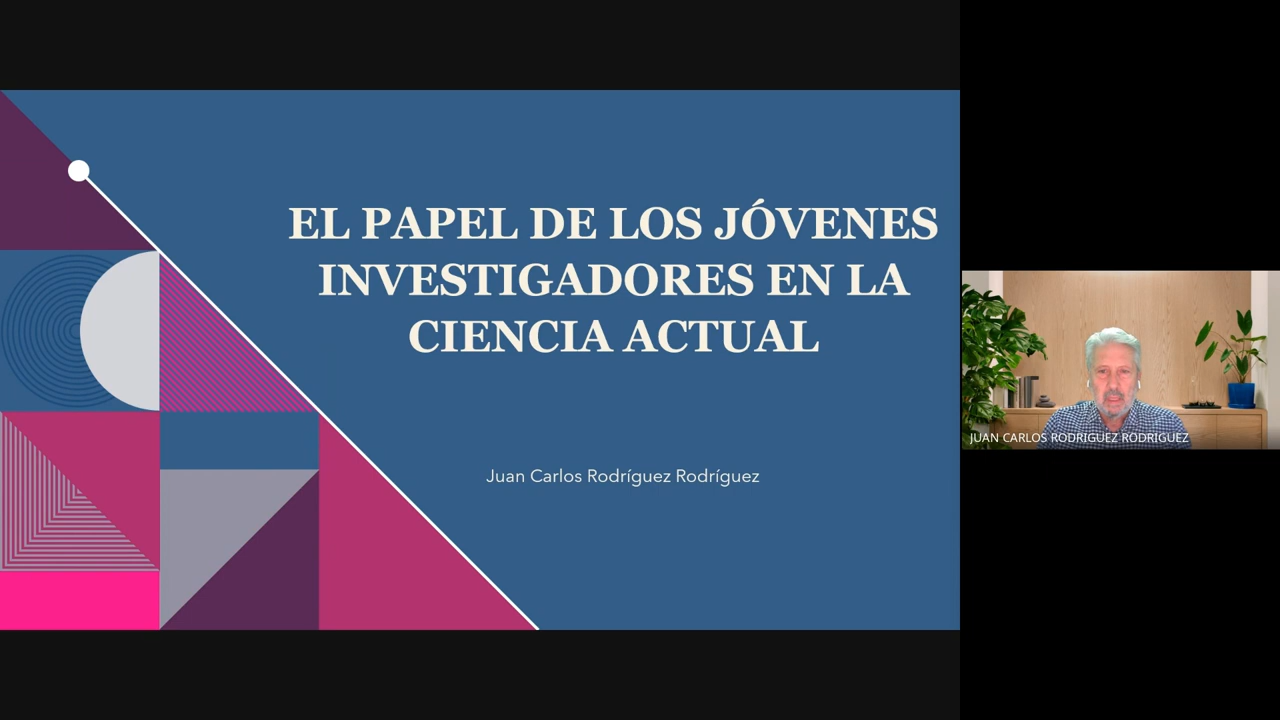 EL PAPEL DE LOS JÓVENES
INVESTIGADORES EN LA
CIENCIA ACTUAL
Juan Carlos Rodríguez Rodríguez
JUAN CARLOS RODRIGUEZ RODRIGUEZ